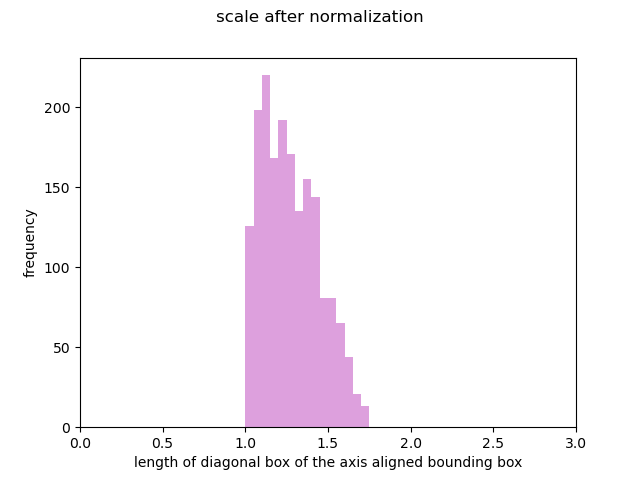 scale after normalization
frequency
200
150
100
50
0
0.0 0.5 1.0 1.5 2.0 2.5 3.0
length of diagonal box of the axis aligned bounding box